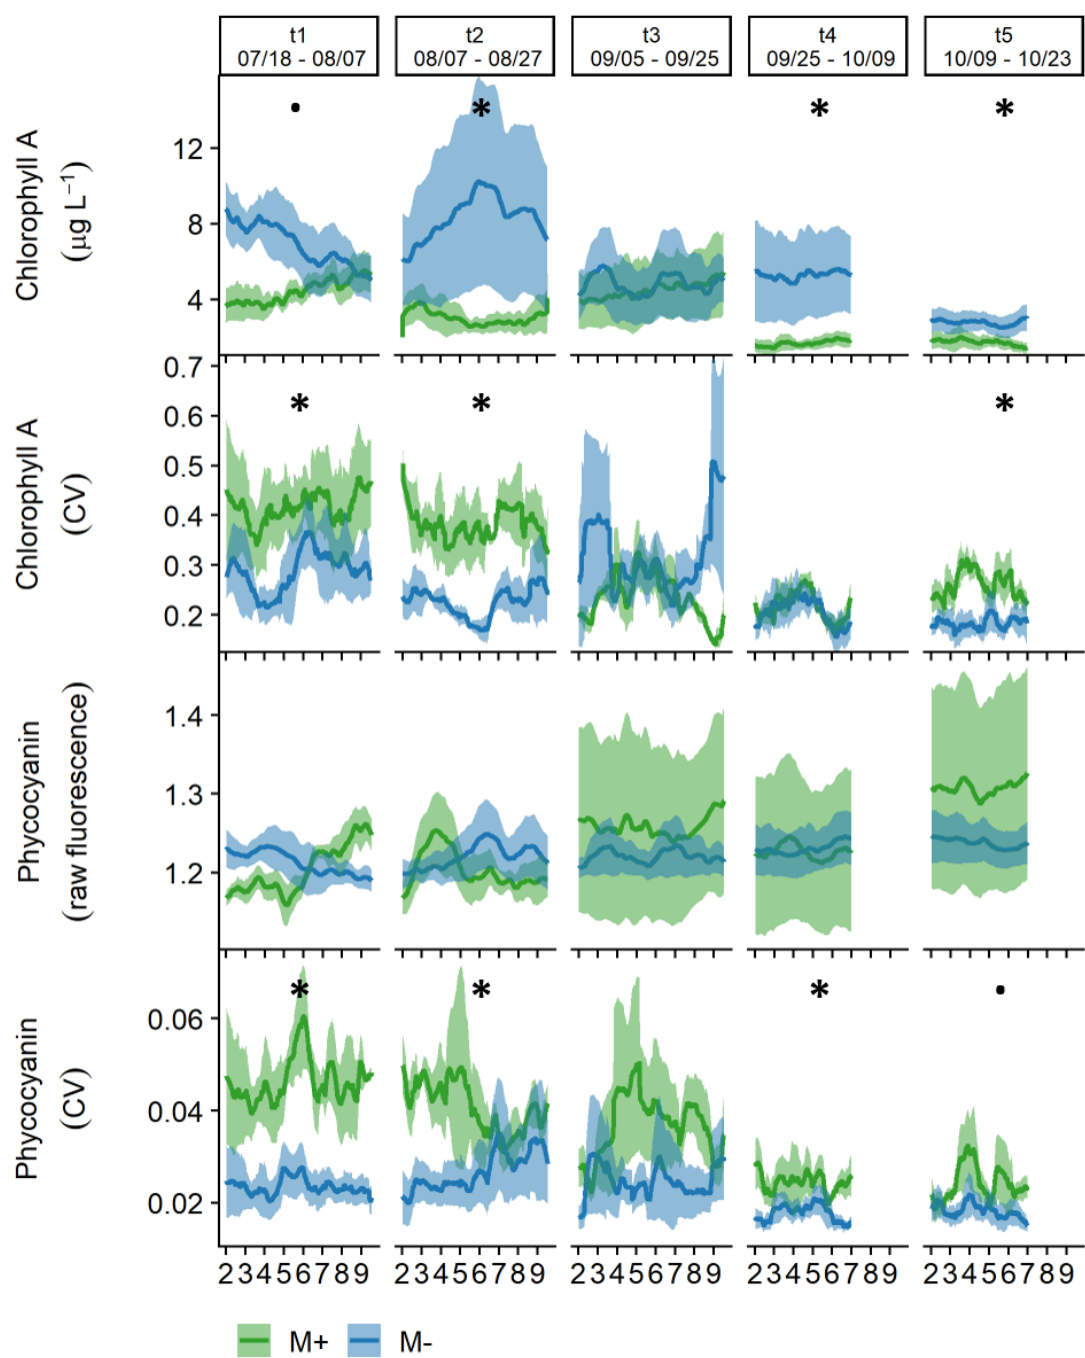 t1 t2 t3 t4 t5
07/18 - 08/07 08/07 - 08/27 09/05 - 09/25 09/25 - 10/09 10/09 - 10/23
Chlorophyll A
(μg L⁻¹)
12
8
4
• * * *
Chlorophyll A
(CV)
0.7
0.6
0.5
0.4
0.3
0.2
* * *
Phycocyanin
(raw fluorescence)
1.4
1.3
1.2
Phycocyanin
(CV)
0.06
0.04
0.02
* * * •
23456789 23456789 23456789 23456789 23456789
M+ M-